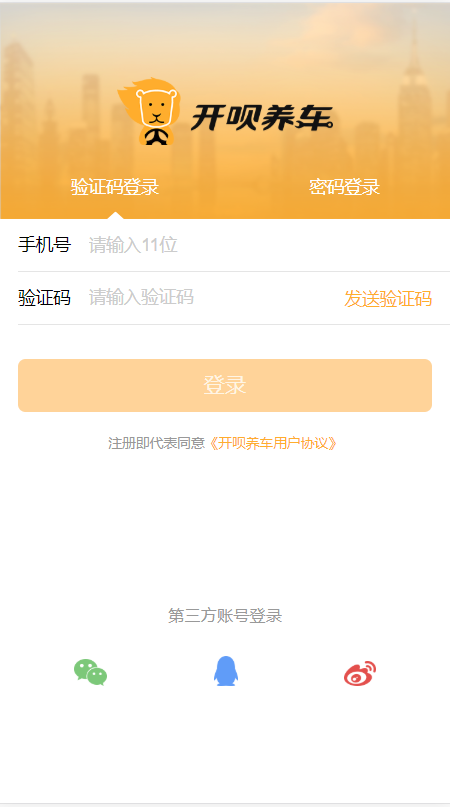 开呗养车
验证码登录 密码登录
手机号 请输入11位
验证码 请输入验证码 发送验证码
登录
注册即代表同意《开呗养车用户协议》
第三方账号登录